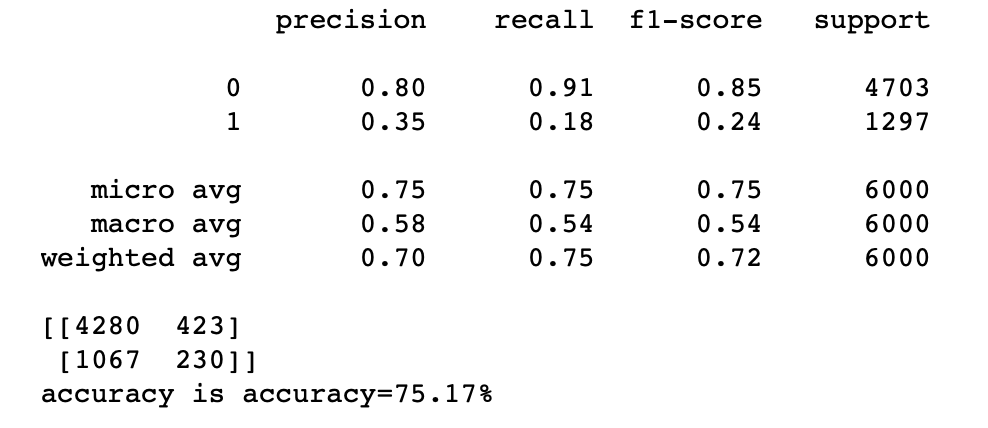 precision recall f1-score support
0 0.80 0.91 0.85 4703
1 0.35 0.18 0.24 1297
micro avg 0.75 0.75 0.75 6000
macro avg 0.58 0.54 0.54 6000
weighted avg 0.70 0.75 0.72 6000
[[4280 423]
[1067 230]]
accuracy is accuracy=75.17%